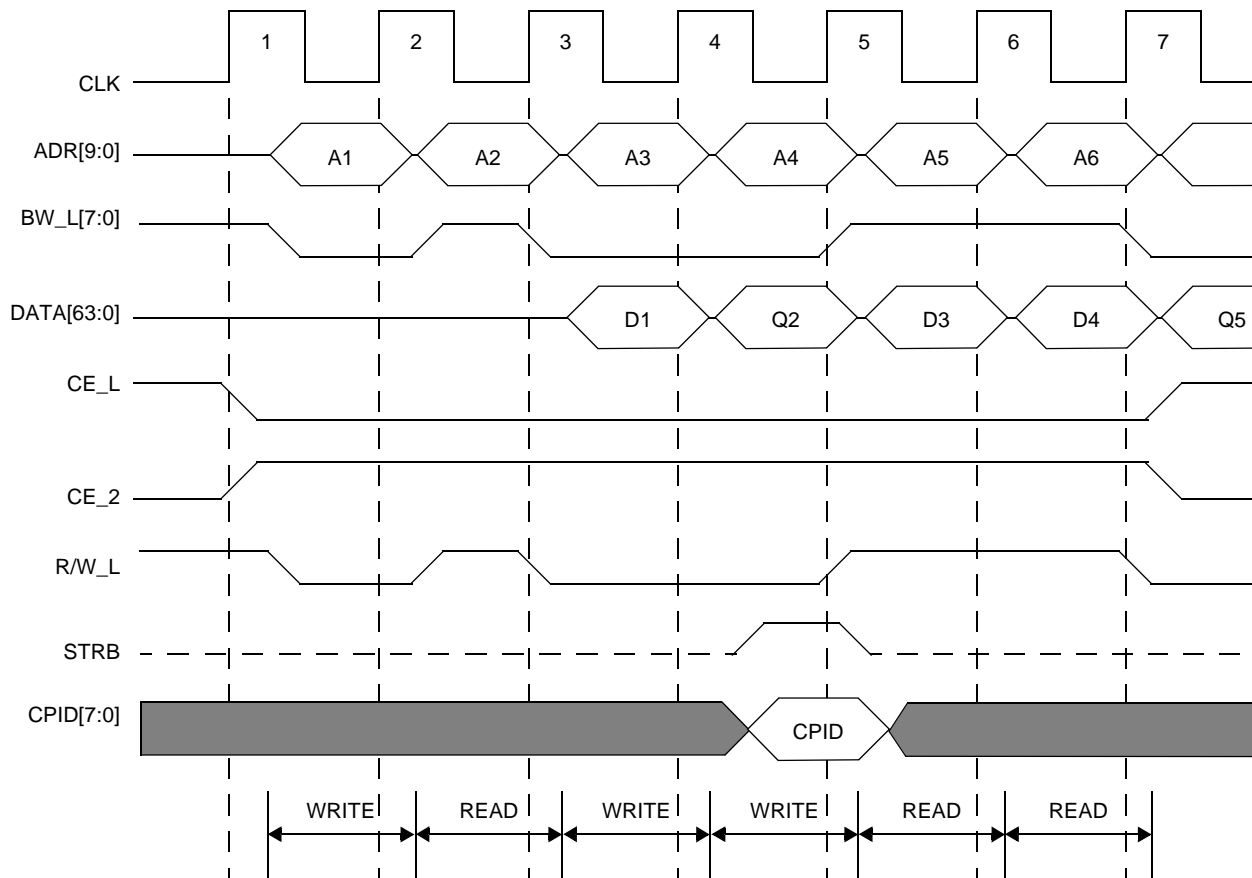 1 2 3 4 5 6 7
CLK
ADR[9:0] A1 A2 A3 A4 A5 A6
BW_L[7:0]
DATA[63:0] D1 Q2 D3 D4 Q5
CE_L
CE_2
R/W_L
STRB
CPID[7:0] CPID
WRITE READ WRITE WRITE READ READ